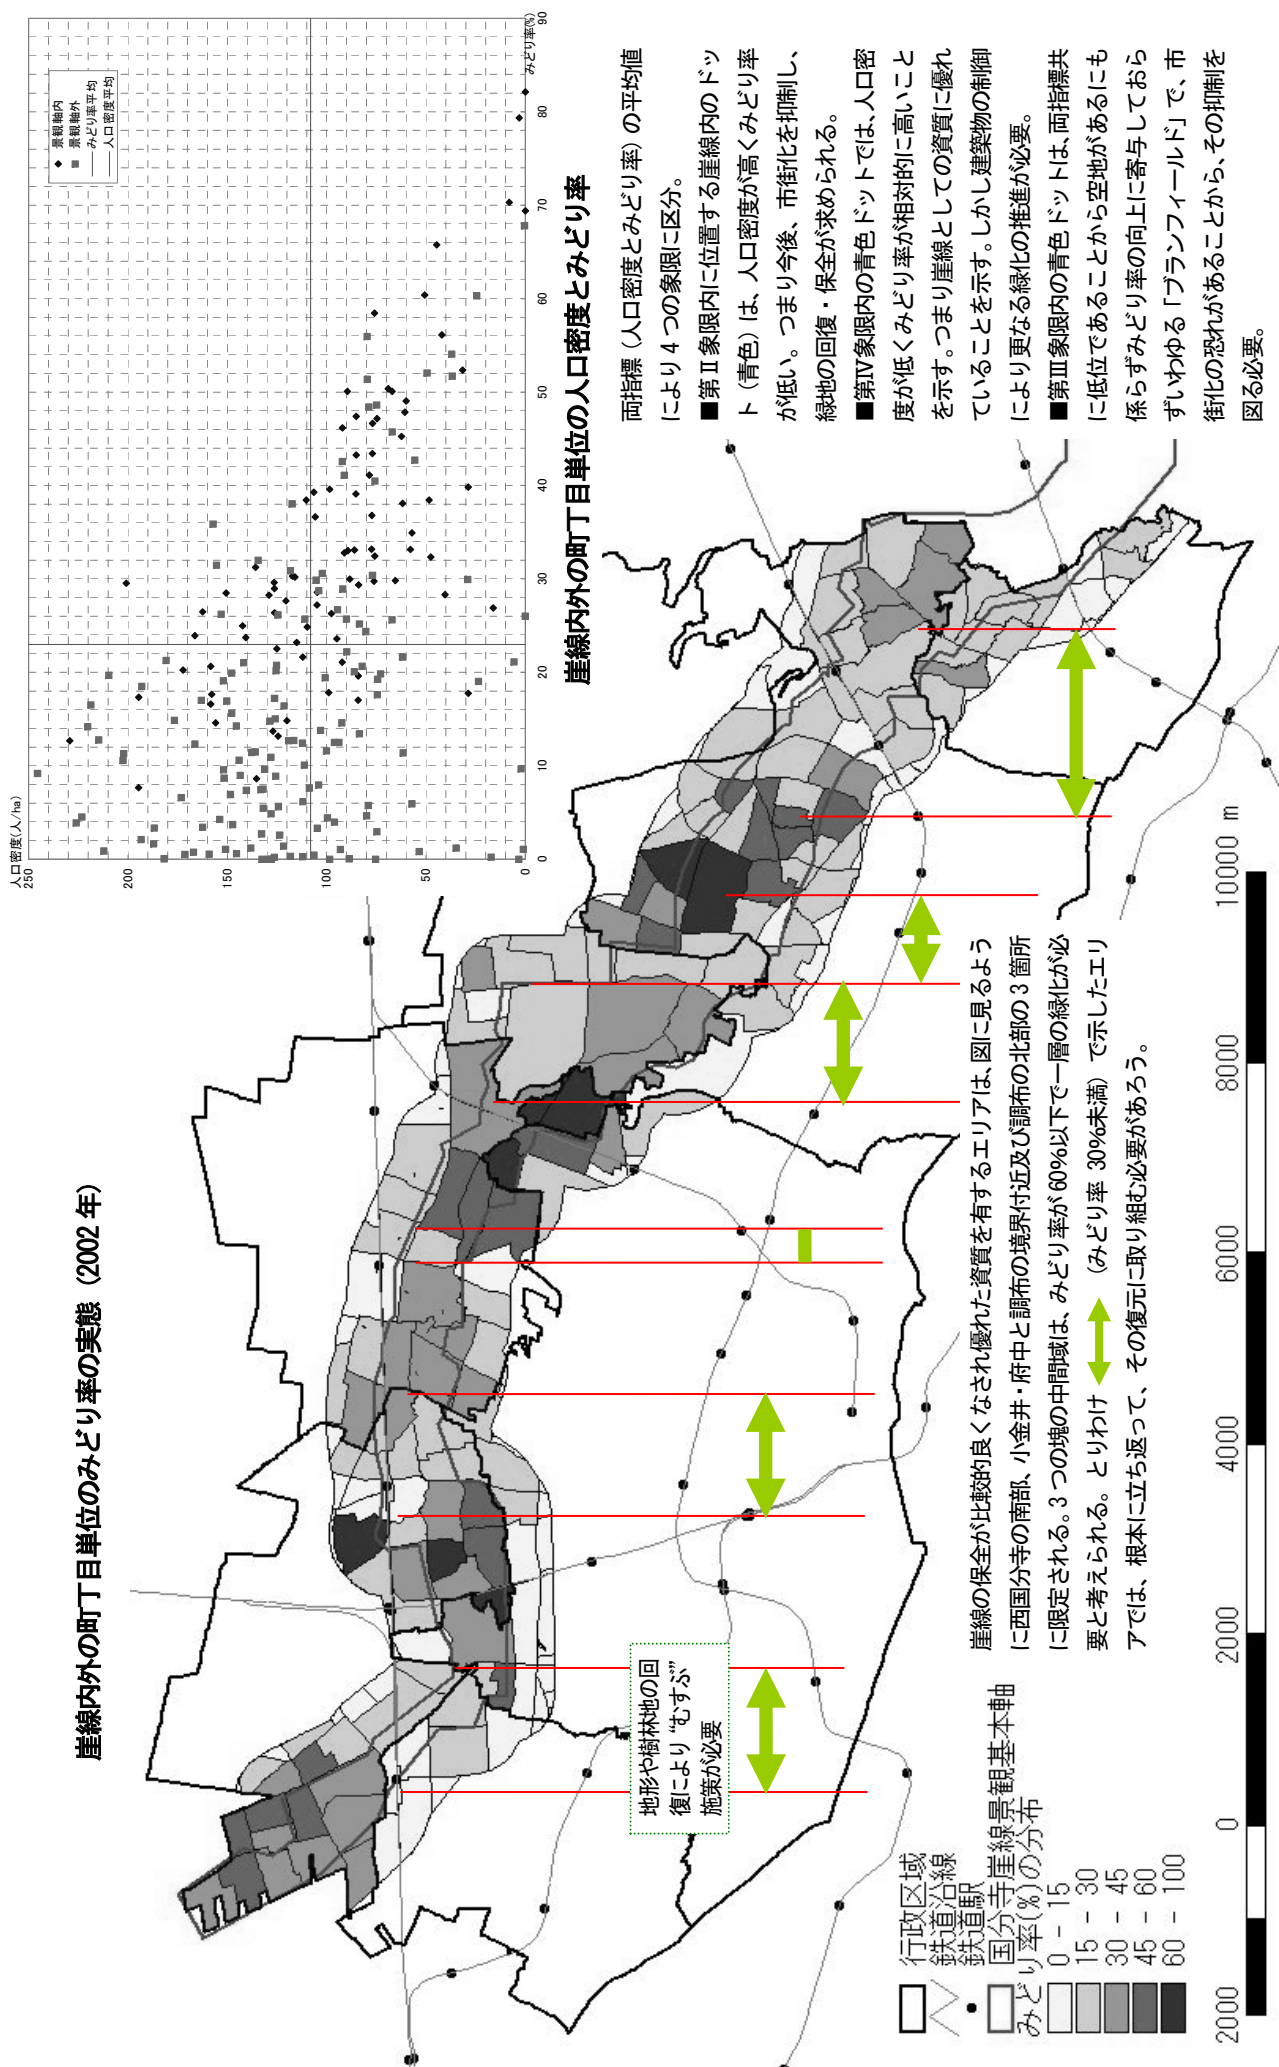 崖線内外の町丁目単位のみどり率の実態（2002 年）
地形や樹林地の回
復により“むすぶ”
施策が必要
行政区域
鉄道沿線
鉄道駅
国分寺崖線景観基本軸
みどり率(%)の分布
0 - 15
15 - 30
30 - 45
45 - 60
60 - 100
2000
0
2000
4000
6000
8000
10000 m
崖線の保全が比較的良くなされ優れた資質を有するエリアは、図に見るよう
に西国分寺の南部、小金井・府中と調布の境界付近及び調布の北部の 3 箇所
に限定される。3 つの塊の中間域は、みどり率が 60%以下で一層の緑化が必
要と考えられる。とりわけ （みどり率 30%未満）で示したエリ
アでは、根本に立ち返って、その復元に取り組む必要があろう。
人口密度(人/ha)
250
200
150
100
50
0
0
10
20
30
40
50
60
70
80
90
みどり率(%)
景観軸内
景観軸外
みどり率平均
人口密度平均
崖線内外の町丁目単位の人口密度とみどり率
両指標（人口密度とみどり率）の平均値
により 4 つの象限に区分。
■第Ⅱ象限内に位置する崖線内のドッ
ト（青色）は、人口密度が高くみどり率
が低い。つまり今後、市街化を抑制し、
緑地の回復・保全が求められる。
■第Ⅳ象限内の青色ドットでは、人口密
度が低くみどり率が相対的に高いこと
を示す。つまり崖線としての資質に優れ
ていることを示す。しかし建築物の制御
により更なる緑化の推進が必要。
■第Ⅲ象限内の青色ドットは、両指標共
に低位であることから空地があるにも
係らずみどり率の向上に寄与しておら
ずいわゆる「ブランフィールド」で、市
街化の恐れがあることから、その抑制を
図る必要。